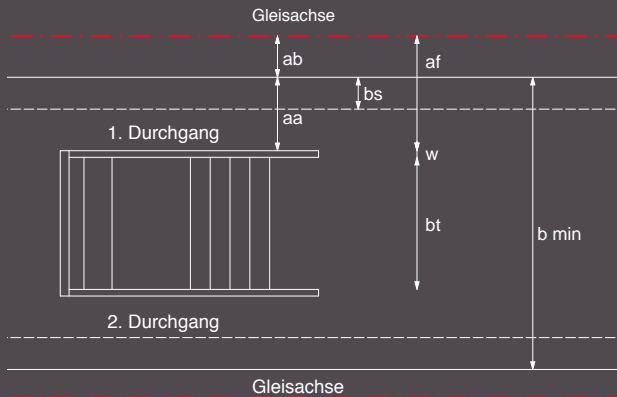 Gleisachse
ab
af
bs
aa
1. Durchgang
w
bt
b min
2. Durchgang
Gleisachse